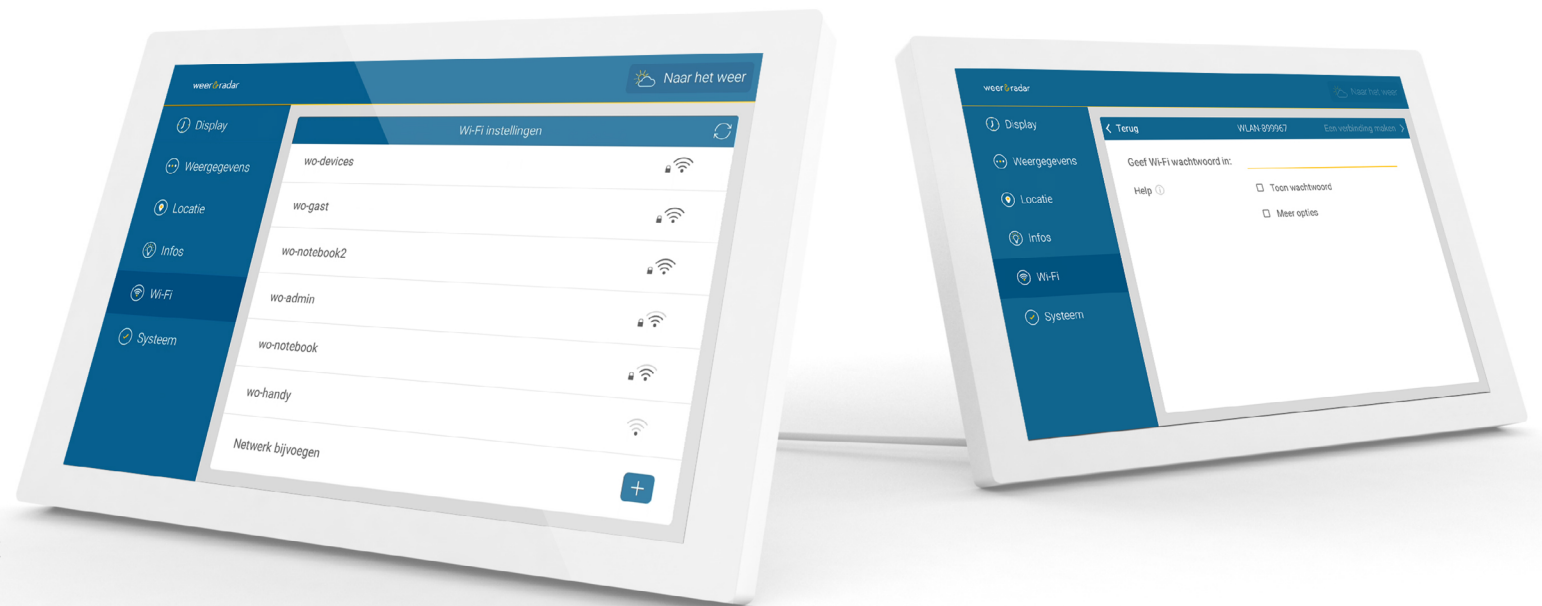 weer&radar
Naar het weer
Display
Weergegevens
Locatie
Infos
Wi-Fi
Systeem
Wi-Fi instellingen
wo-devices
wo-gast
wo-notebook2
wo-admin
wo-notebook
wo-handy
Netwerk bijvoegen
weer&radar
Naar het weer
Display
Weergegevens
Locatie
Infos
Wi-Fi
Systeem
Terug WLAN-899967 Een verbinding maken
Geef Wi-Fi wachtwoord in:
Help
Toon wachtwoord
Meer opties